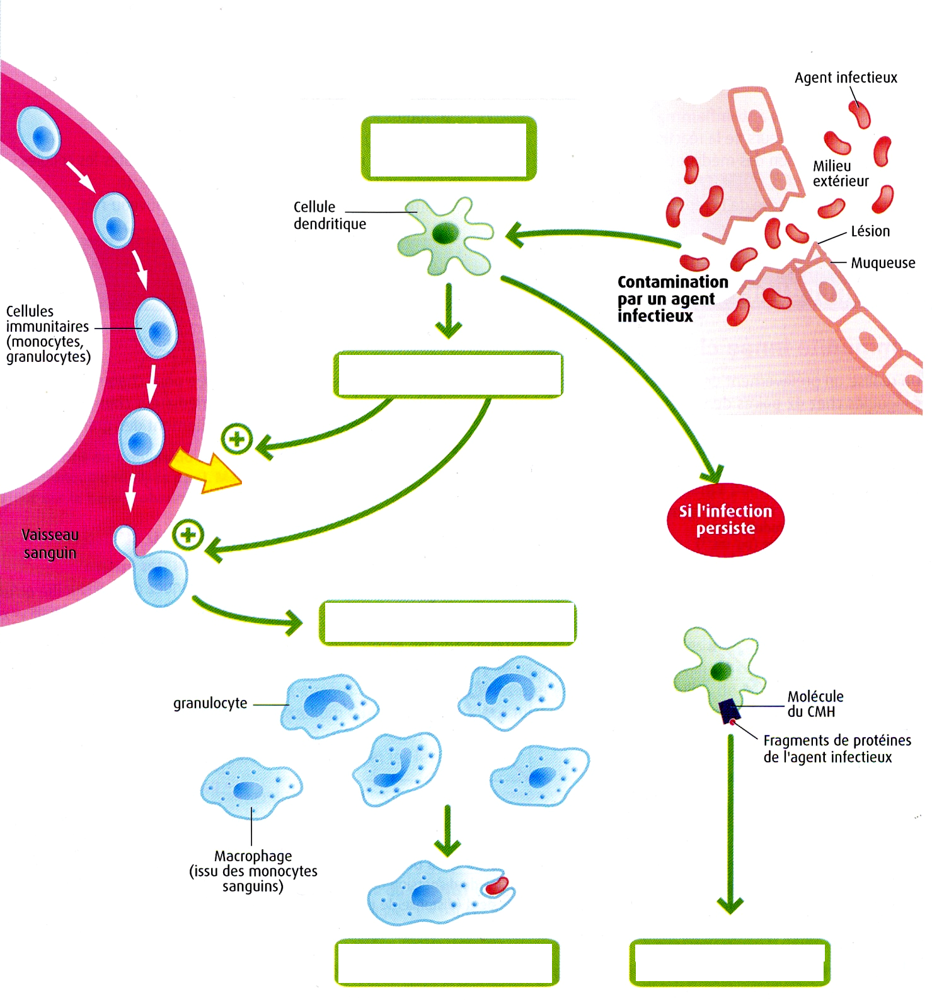 Agent infectieux
Milieu
extérieur
Cellule
dendritique
Lésion
Muqueuse
Contamination
par un agent
infectieux
Cellules
immunitaires
(monocytes,
granulocytes)
Si l'infection
persiste
Vaisseau
sanguin
granulocyte
Molécule
du CMH
Fragments de protéines
de l'agent infectieux
Macrophage
(issu des monocytes
sanguins)